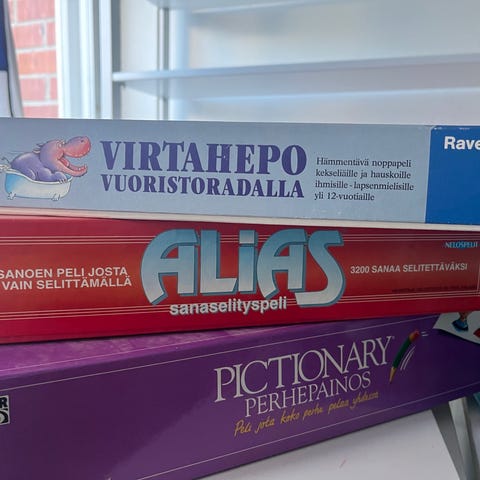 VIRTAHEPO
VUORISTORADALLA
Hämmentävä noppapeli
kekseliäille ja hauskoille
ihmisille - lapsenmielisille
yli 12-vuotiaille
Rave
SANOEN PELI JOSTA
VAIN SELITTÄMÄLLÄ
ALiAS
sanaselityspeli
3200 SANAA SELITETTÄVÄKSI
NELOSPELIT
PICTIONARY
PERHEPAINOS
Peli jota koko perhe pelaa yhdessä